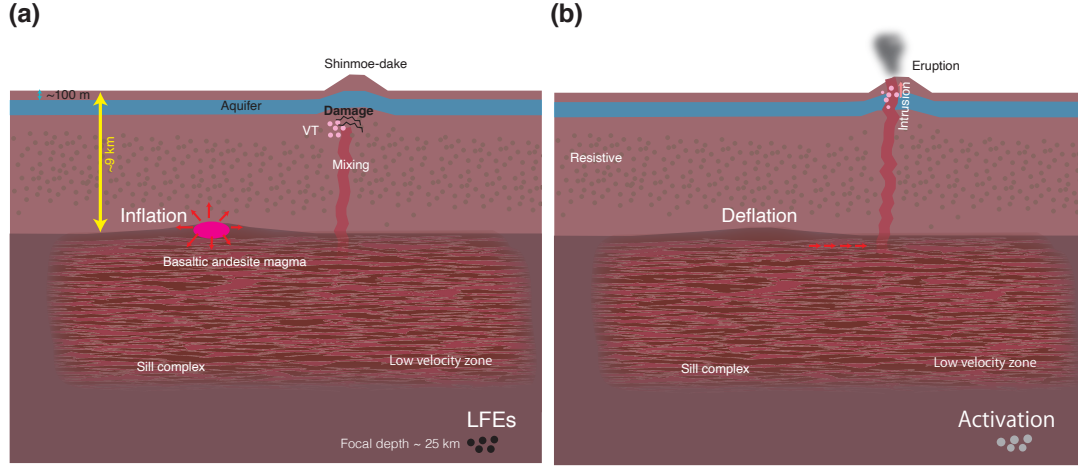 (a)
Shinmoe-dake
~100 m
Aquifer
Damage
VT
~9 km
Mixing
Inflation
Basaltic andesite magma
Sill complex
Low velocity zone
LFEs
Focal depth ~ 25 km
(b)
Eruption
Intrusion
Resistive
Deflation
Sill complex
Low velocity zone
Activation